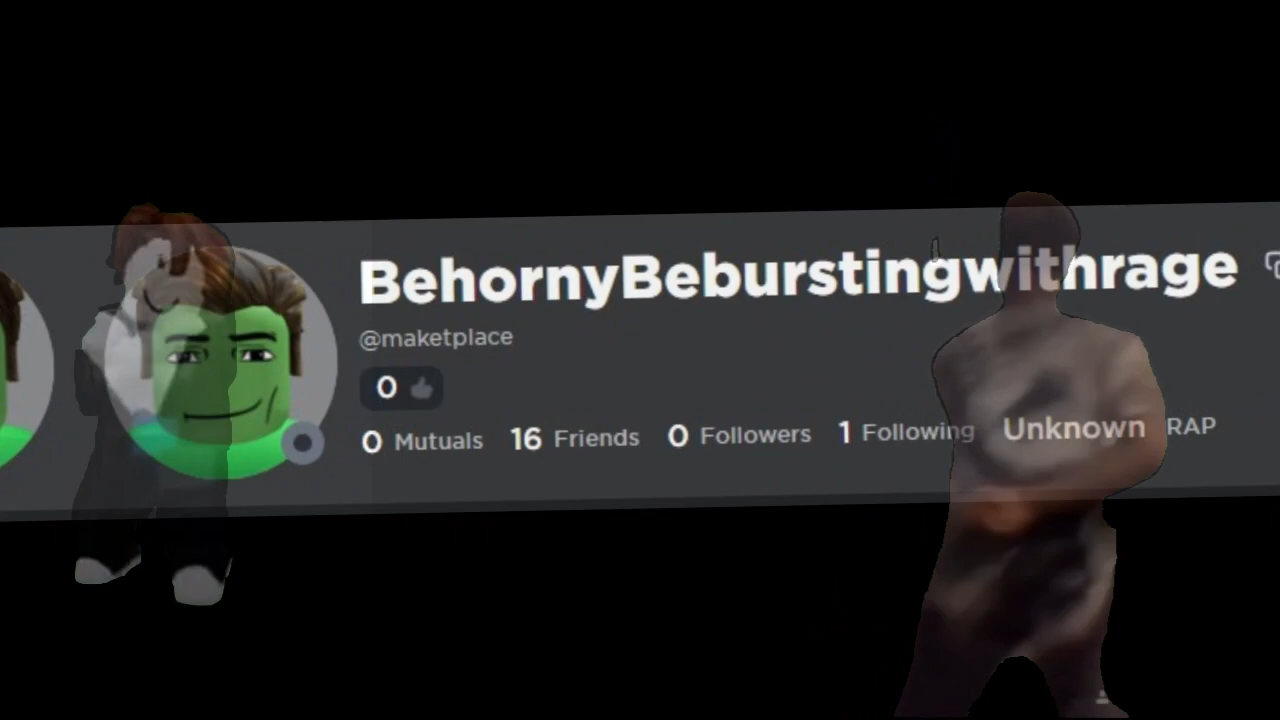 BehornyBeburstingwithrage
@maketplace
0
0 Mutuals 16 Friends 0 Followers 1 Following Unknown RAP